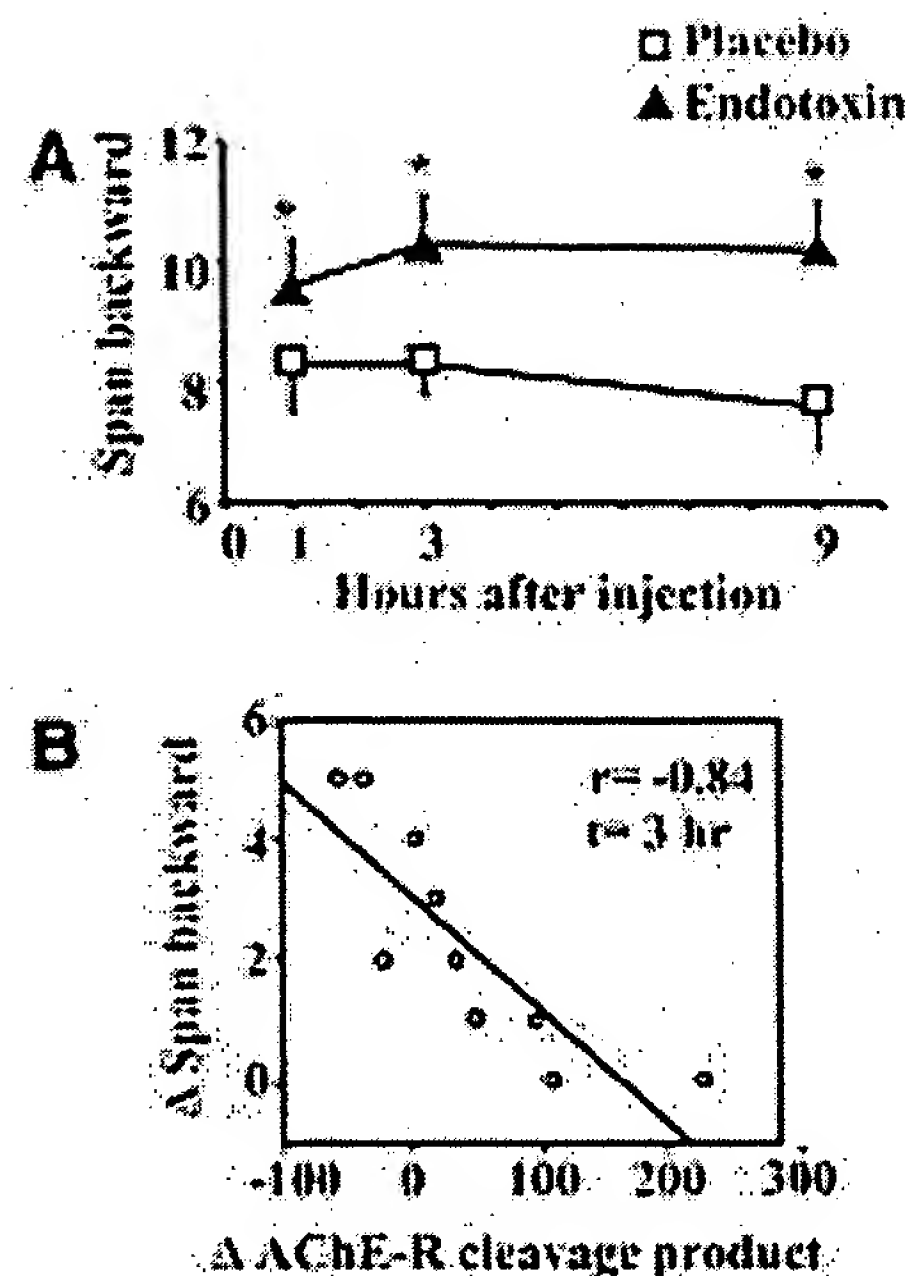 Placebo
Endotoxin
A
Span backward
12
10
8
6
* * *
0 1 3 9
Hours after injection
B
Δ Span backward
6
4
2
0
r= -0.84
t= 3 hr
-100 0 100 200 300
Δ AChE-R cleavage product